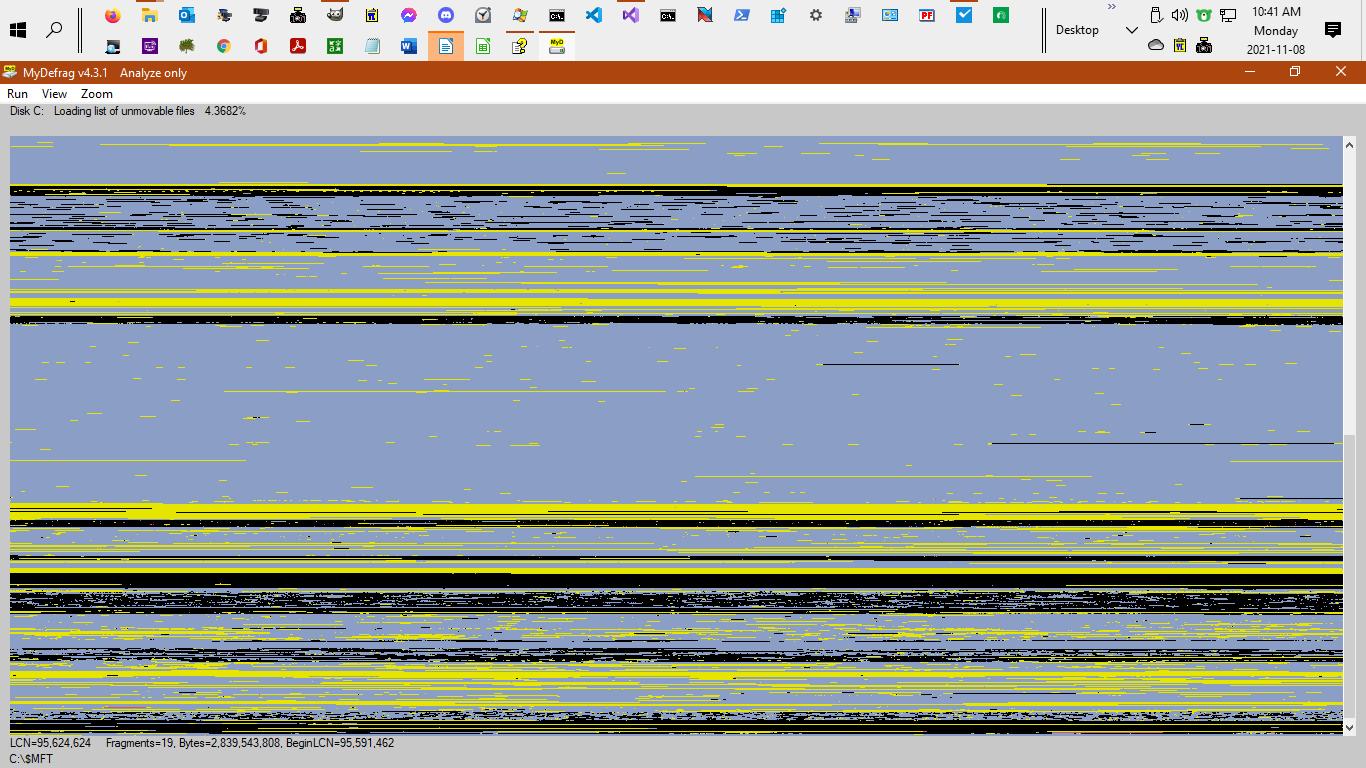 »
10:41 AM
Desktop
Monday
2021-11-08
MyDefrag v4.3.1 Analyze only
Run View Zoom
Disk C: Loading list of unmovable files 4.3682%
LCN=95,624,624 Fragments=19, Bytes=2,839,543,808, BeginLCN=95,591,462
C:\$MFT